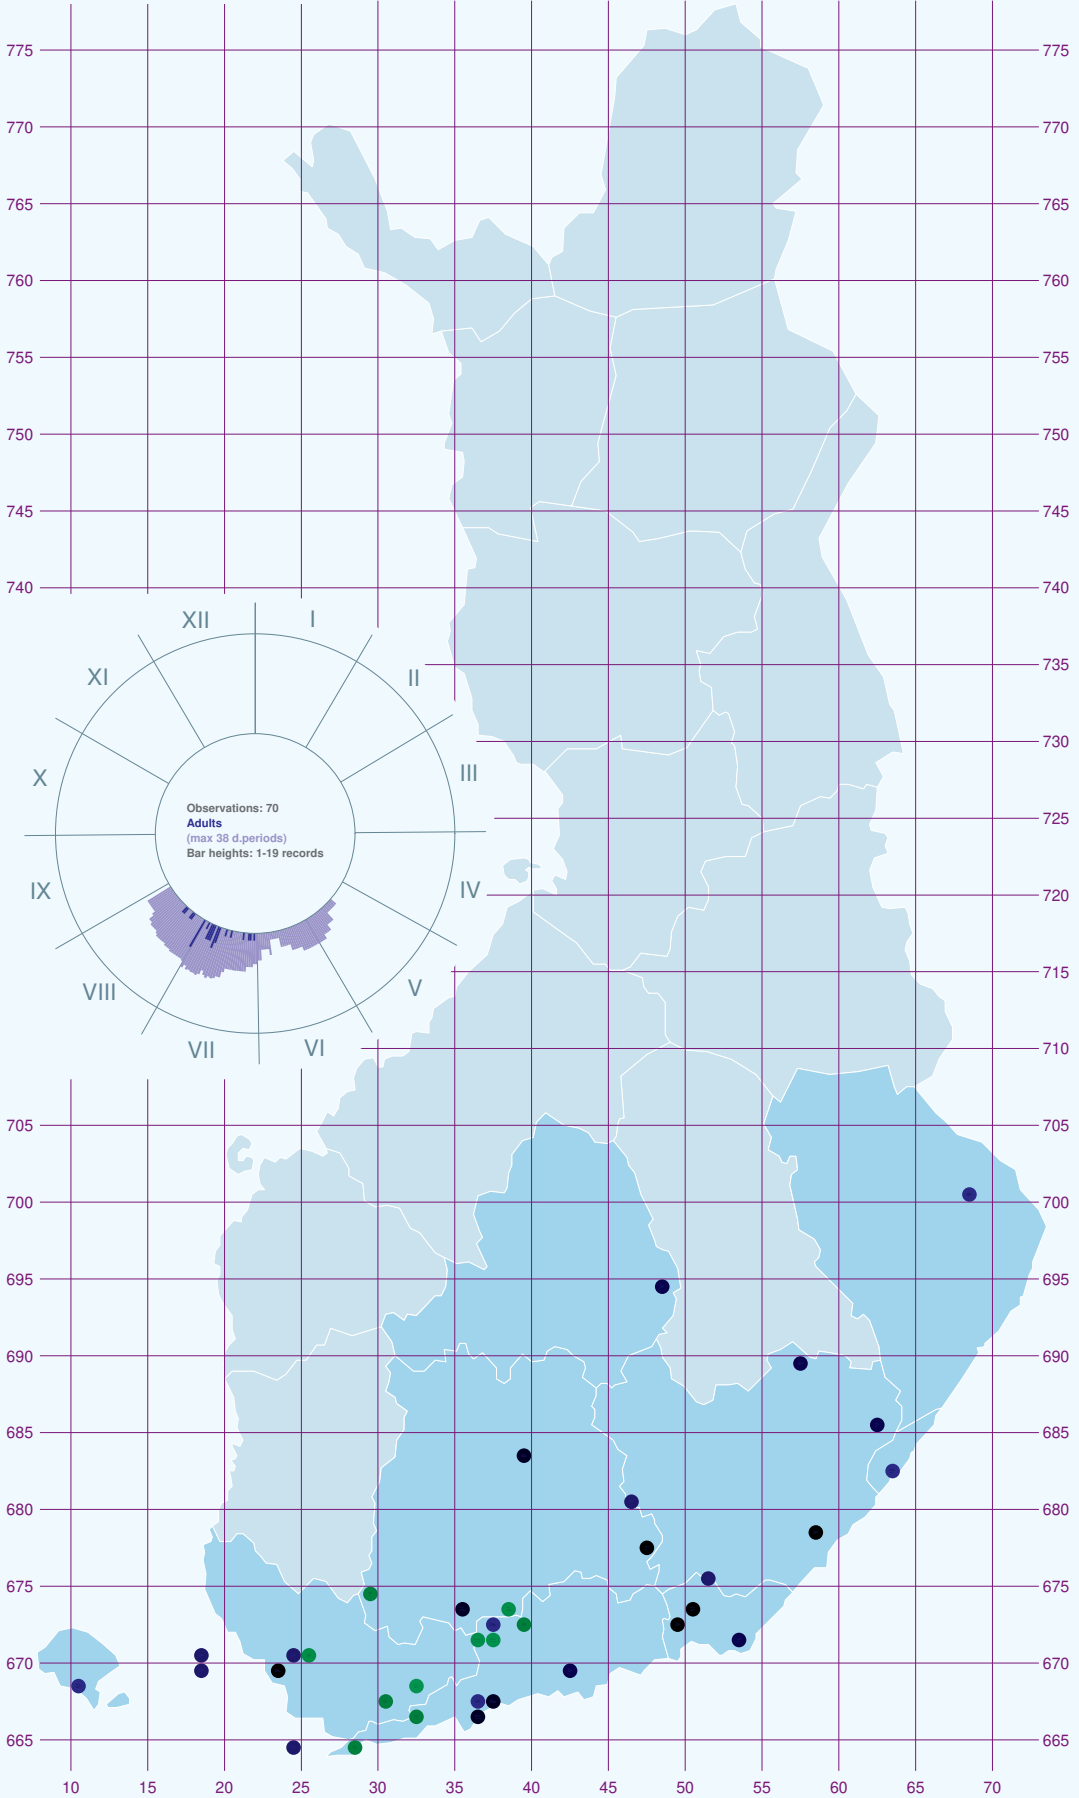 775 775
770 770
765 765
760 760
755 755
750 750
745 745
740 740
XII I
735
XI II
730
X III
Observations: 70
Adults
725
(max 38 d.periods)
Bar heights: 1-19 records
IX IV 720
VIII V 715
VII VI 710
705 705
700 700
695 695
690 690
685 685
680 680
675 675
670 670
665 665
10 15 20 25 30 35 40 45 50 55 60 65 70